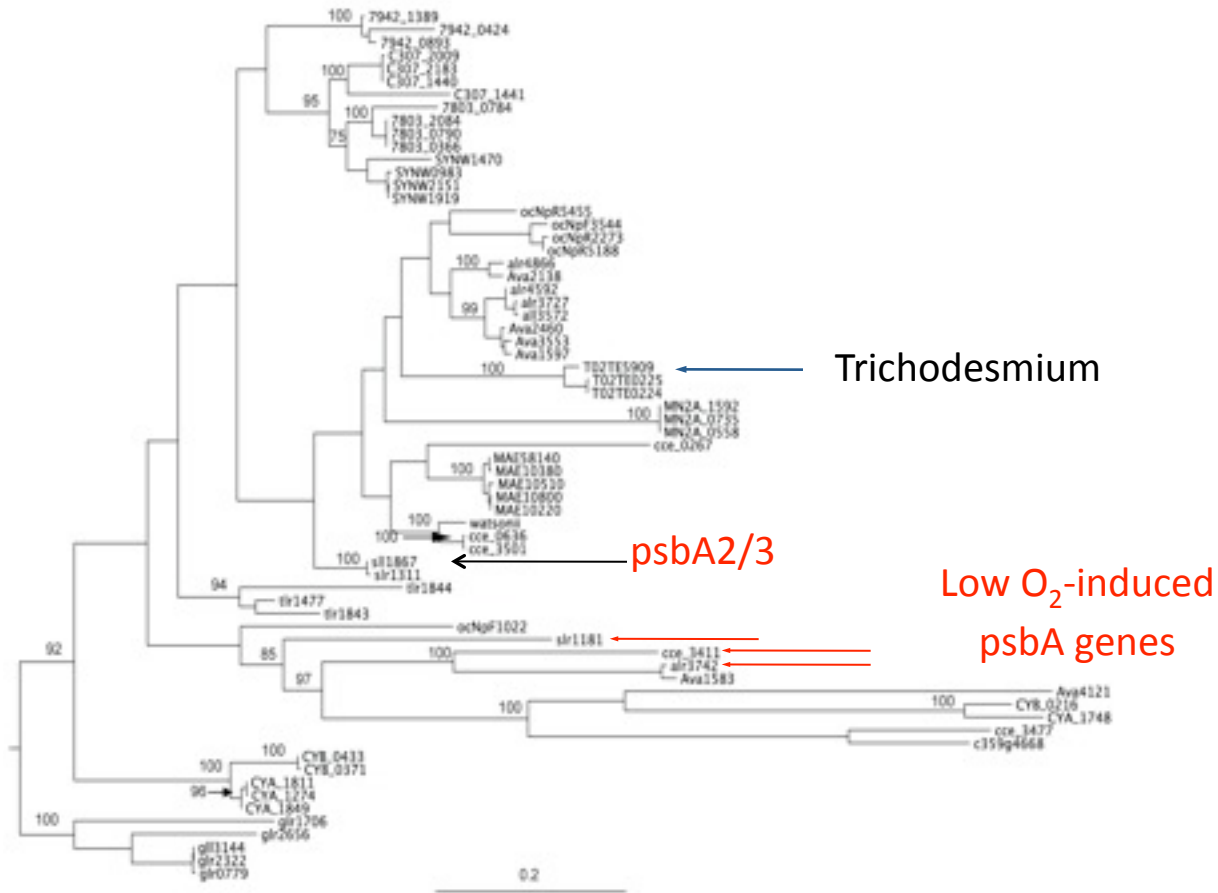 100
7942_1389
7942_0424
7942_0893
C307_2009
C307_2183
100
C307_1440
C307_1441
95
7803_0784
100
7803_2084
7803_0790
75
7803_0366
SYNW1470
SYNW0983
SYNW2151
SYNW1919
ocNpR5455
ocNpF3544
ocNpR2273
ocNpR5188
100
alr4866
Ava2138
alr4592
alr3727
99
all3572
Ava2460
Ava3553
Ava1597
100
T02TE5909
T02TE0225
T02TE0224
Trichodesmium
MN2A_1592
100
MN2A_0735
MN2A_0558
cce_0267
MAE58140
100
MAE10380
MAE10510
MAE10800
MAE10220
100
watsonii
100
cce_0636
cce_3501
100
sll1867
slr1311
psbA2/3
94
tlr1844
tlr1477
tlr1843
Low O₂-induced
psbA genes
ocNpF1022
92
85
slr1181
100
cce_3411
alr3742
97
Ava1583
Ava4121
100
100
CYB_0216
CYA_1748
cce_3477
c359g4668
100
CYB_0433
CYB_0371
100
CYA_1811
96
CYA_1274
CYA_1849
100
glr1706
glr2656
gll3144
glr2322
glr0779
0.2